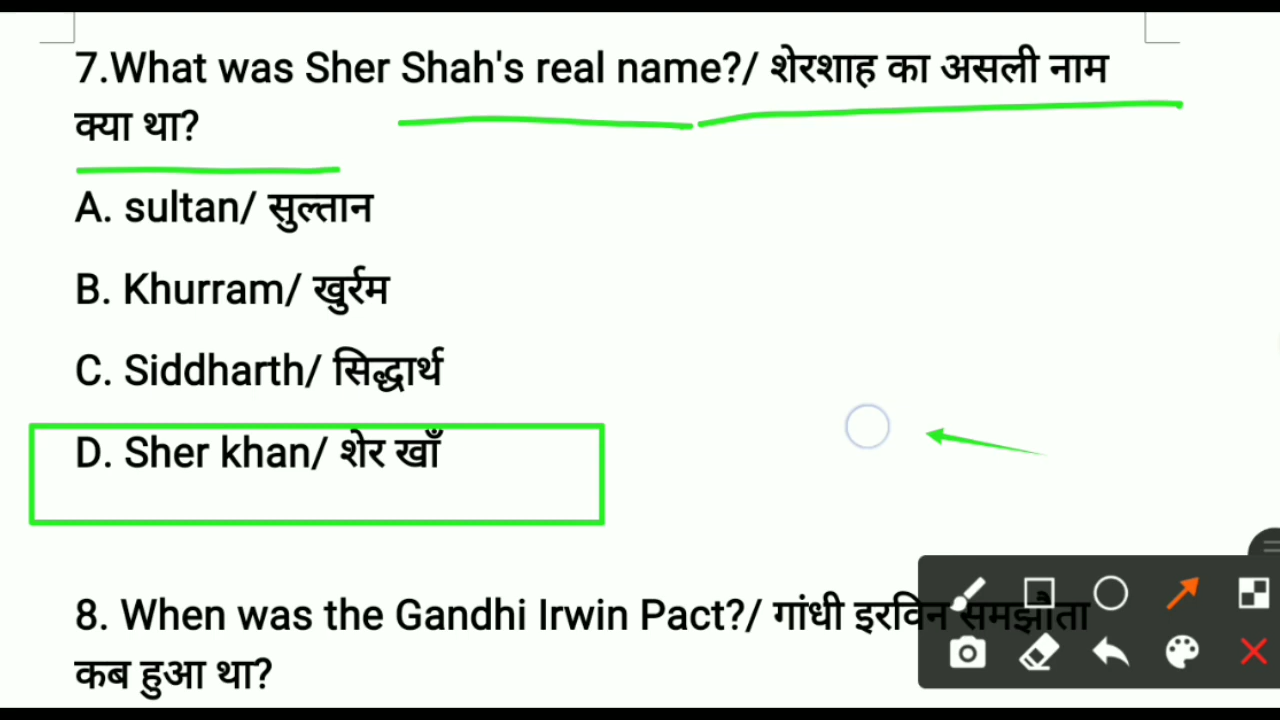 7.What was Sher Shah's real name?/ शेरशाह का असली नाम
क्या था?
A. sultan/ सुल्तान
B. Khurram/ खुर्रम
C. Siddharth/ सिद्धार्थ
D. Sher khan/ शेर खाँ
8. When was the Gandhi Irwin Pact?/ गांधी इरविन समझौता
कब हुआ था?